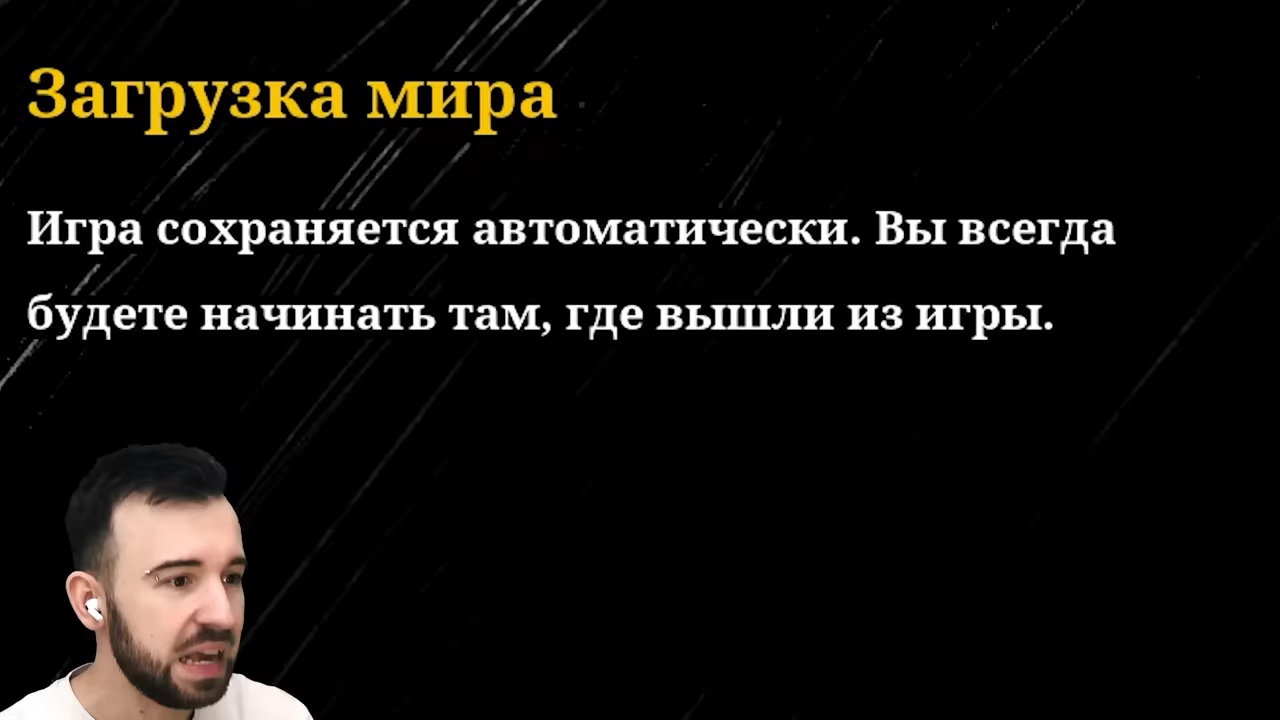 Загрузка мира
Игра сохраняется автоматически. Вы всегда
будете начинать там, где вышли из игры.